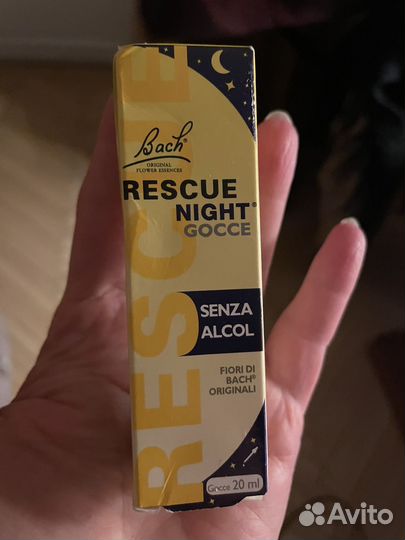 RESCUE
Bach
ORIGINAL
FLOWER ESSENCES
RESCUE
NIGHT®
GOCCE
SENZA
ALCOL
FIORI DI
BACH®
ORIGINALI
Gocce 20 ml
Avito